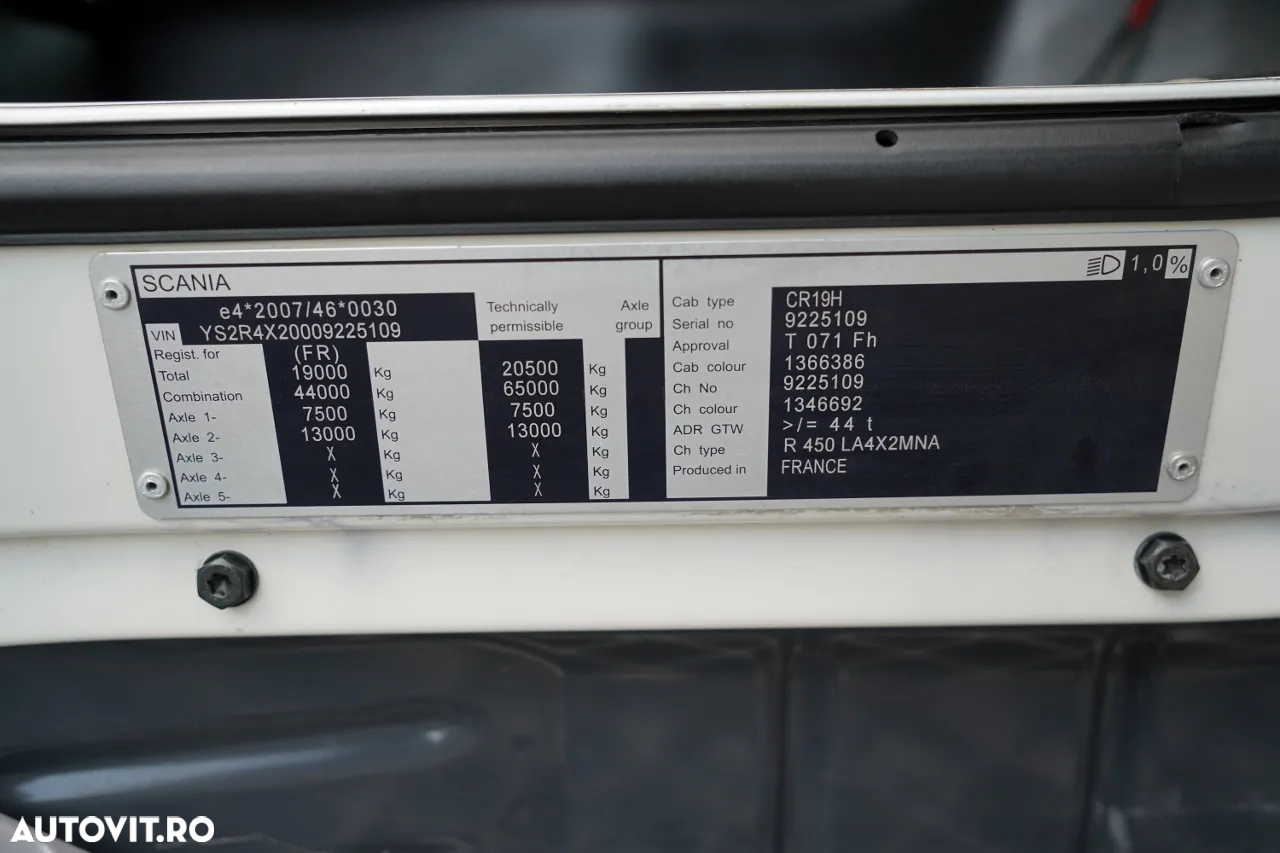 SCANIA
e4*2007/46*0030
VIN YS2R4X20009225109
Technically permissible
Axle group
Regist. for (FR)
Total 19000 Kg 20500 Kg
Combination 44000 Kg 65000 Kg
Axle 1- 7500 Kg 7500 Kg
Axle 2- 13000 Kg 13000 Kg
Axle 3- X Kg X Kg
Axle 4- X Kg X Kg
Axle 5- X Kg X Kg
1,0 %
Cab type CR19H
Serial no 9225109
Approval T 071 Fh
Cab colour 1366386
Ch No 9225109
Ch colour 1346692
ADR GTW >/= 44 t
Ch type R 450 LA4X2MNA
Produced in FRANCE
AUTOVIT.RO